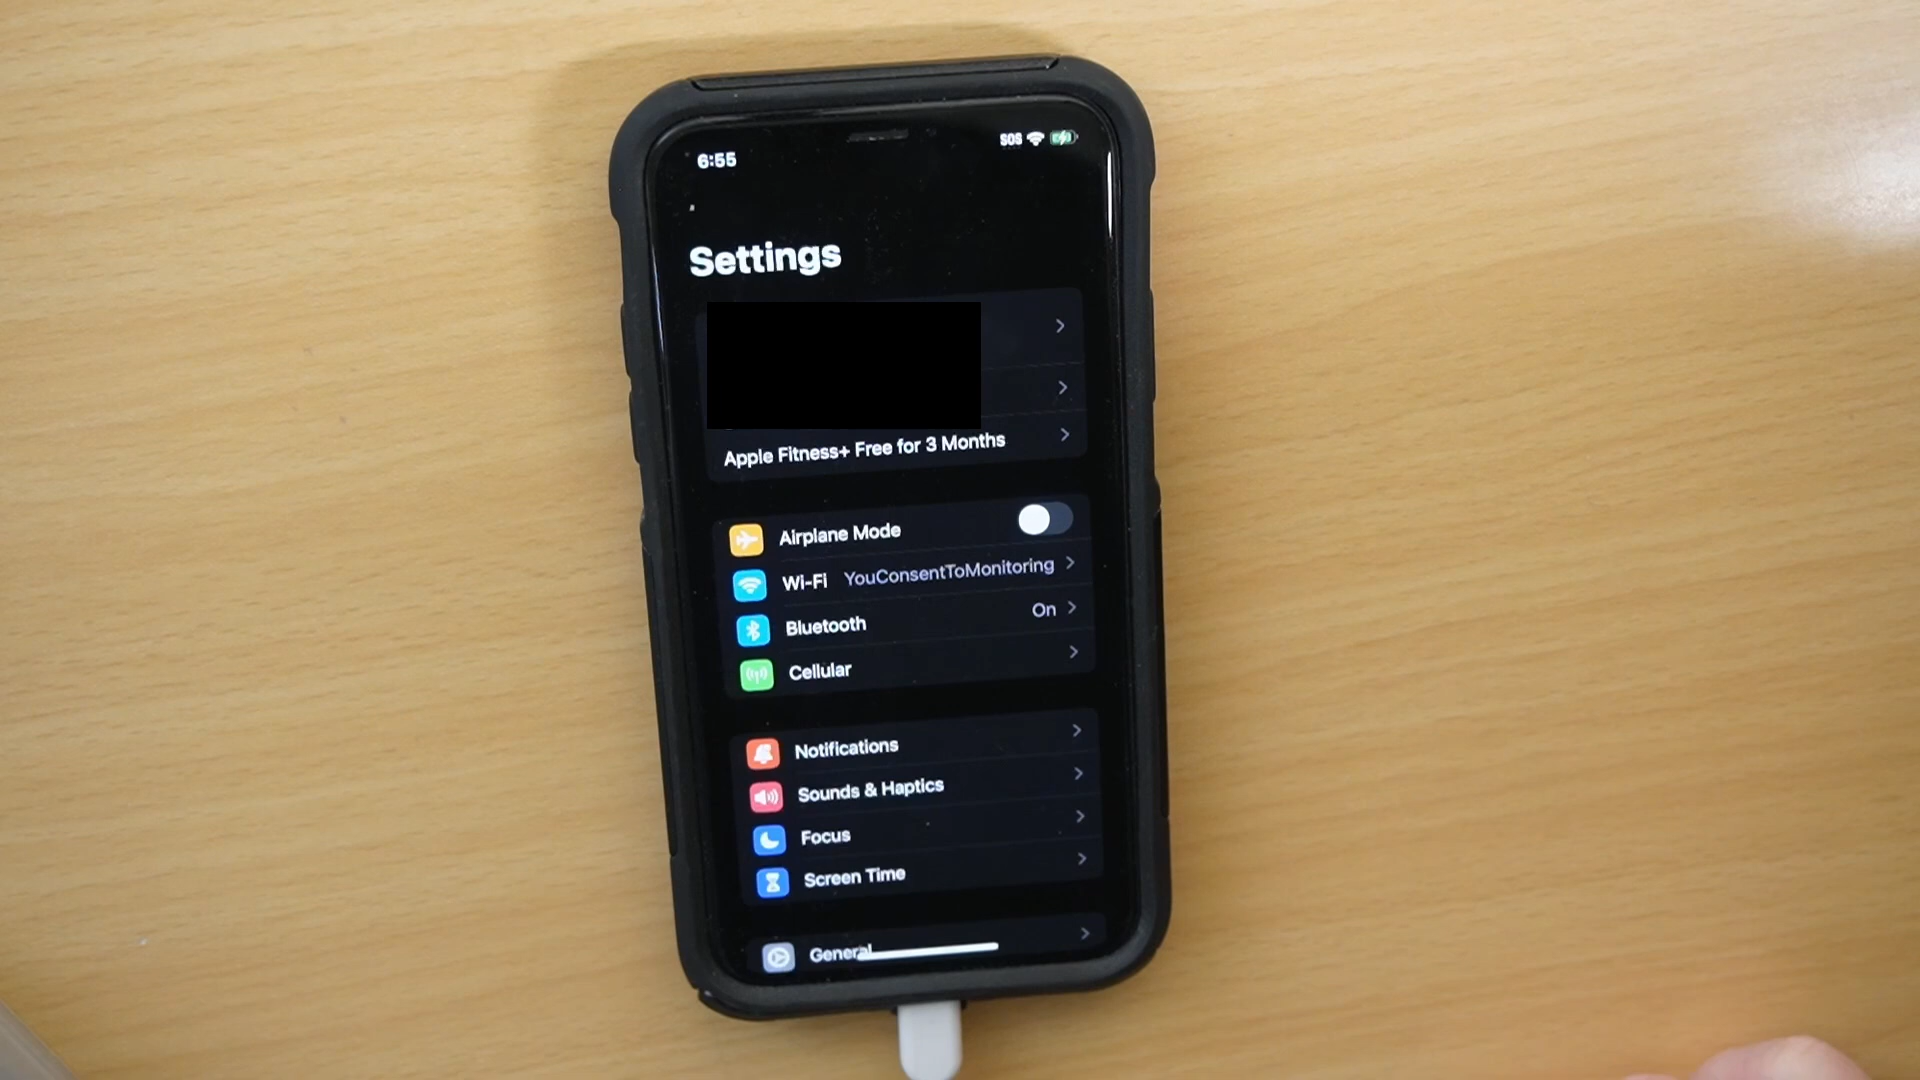 6:55
SOS
Settings
Apple Fitness+ Free for 3 Months
Airplane Mode
Wi-Fi YouConsentToMonitoring
Bluetooth On
Cellular
Notifications
Sounds & Haptics
Focus
Screen Time
General